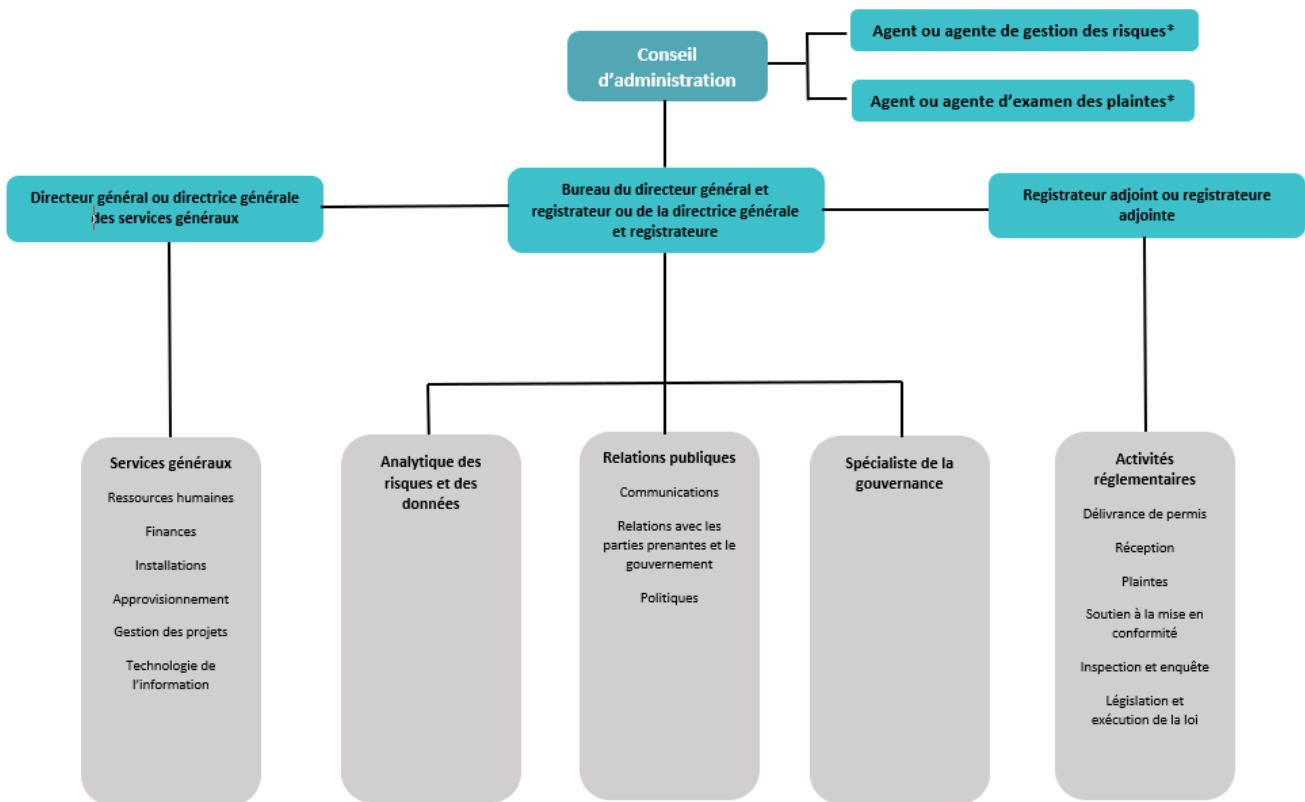 Conseil
d’administration
Agent ou agente de gestion des risques*
Agent ou agente d’examen des plaintes*
Directeur général ou directrice générale
des services généraux
Bureau du directeur général et
registrateur ou de la directrice générale
et registrateure
Registrateur adjoint ou registrateure
adjointe
Services généraux
Ressources humaines
Finances
Installations
Approvisionnement
Gestion des projets
Technologie de
l’information
Analytique des
risques et des
données
Relations publiques
Communications
Relations avec les
parties prenantes et le
gouvernement
Politiques
Spécialiste de la
gouvernance
Activités
réglementaires
Délivrance de permis
Réception
Plaintes
Soutien à la mise en
conformité
Inspection et enquête
Législation et
exécution de la loi